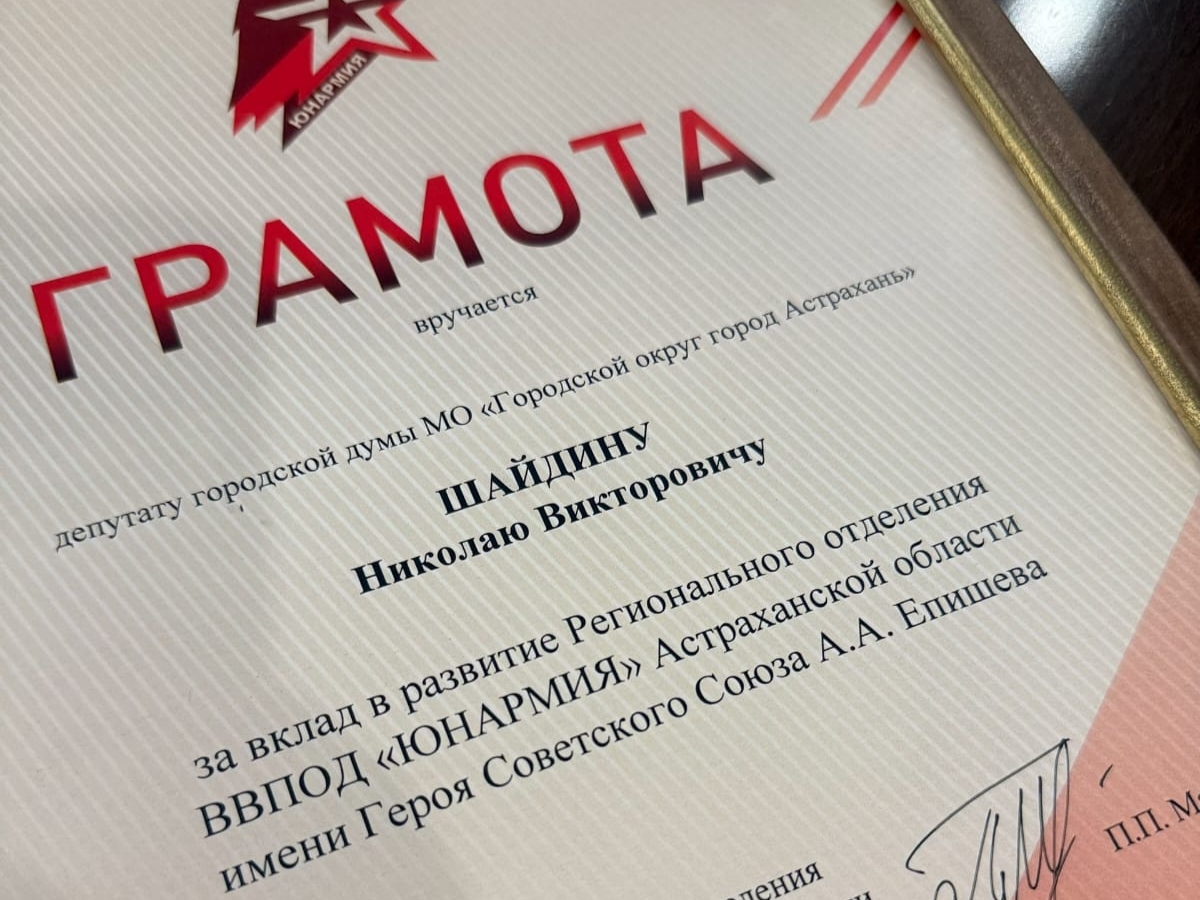 ЮНАРМИЯ
ГРАМОТА
вручается
депутату городской думы МО «Городской округ город Астрахань»
ШАЙДИНУ
Николаю Викторовичу
за вклад в развитие Регионального отделения
ВВПОД «ЮНАРМИЯ» Астраханской области
имени Героя Советского Союза А.А. Епишева
П.П.